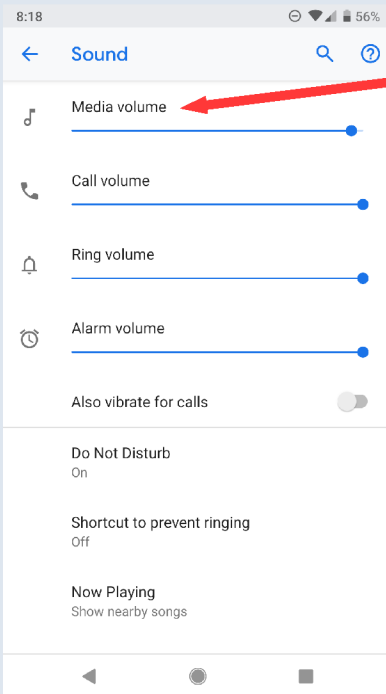 8:18 56%
Sound
Media volume
Call volume
Ring volume
Alarm volume
Also vibrate for calls
Do Not Disturb
On
Shortcut to prevent ringing
Off
Now Playing
Show nearby songs